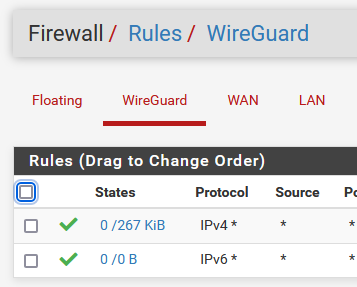 Firewall / Rules / WireGuard
Floating WireGuard WAN LAN
Rules (Drag to Change Order)
States Protocol Source Po
0 /267 KiB IPv4 * * *
0 /0 B IPv6 * * *